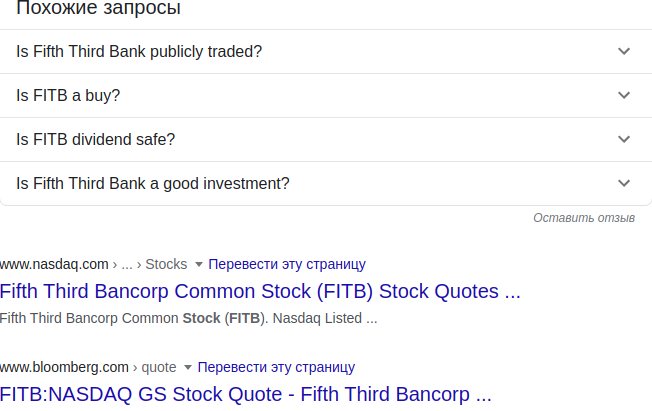 Похожие запросы
Is Fifth Third Bank publicly traded?
Is FITB a buy?
Is FITB dividend safe?
Is Fifth Third Bank a good investment?
Оставить отзыв
www.nasdaq.com › ... › Stocks Перевести эту страницу
Fifth Third Bancorp Common Stock (FITB) Stock Quotes ...
Fifth Third Bancorp Common Stock (FITB). Nasdaq Listed ...
www.bloomberg.com › quote Перевести эту страницу
FITB:NASDAQ GS Stock Quote - Fifth Third Bancorp ...